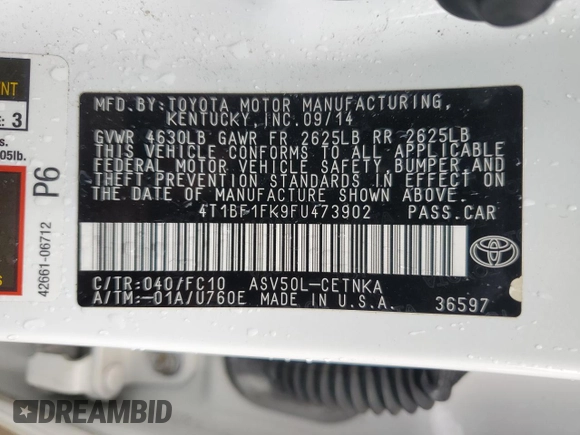 MFD.BY:TOYOTA MOTOR MANUFACTURING,
KENTUCKY,INC.09/14
GVWR 4630LB GAWR FR 2625LB RR 2625LB
THIS VEHICLE CONFORMS TO ALL APPLICABLE
FEDERAL MOTOR VEHICLE SAFETY,BUMPER AND
THEFT PREVENTION STANDARDS IN EFFECT ON
THE DATE OF MANUFACTURE SHOWN ABOVE.
4T1BF1FK9FU473902 PASS.CAR
TOYOTA
C/TR:040/FC10 ASV50L-CETNKA
A/TM:-01A/U760E MADE IN U.S.A. 36597
3
P6
42661-06712
DREAMBID